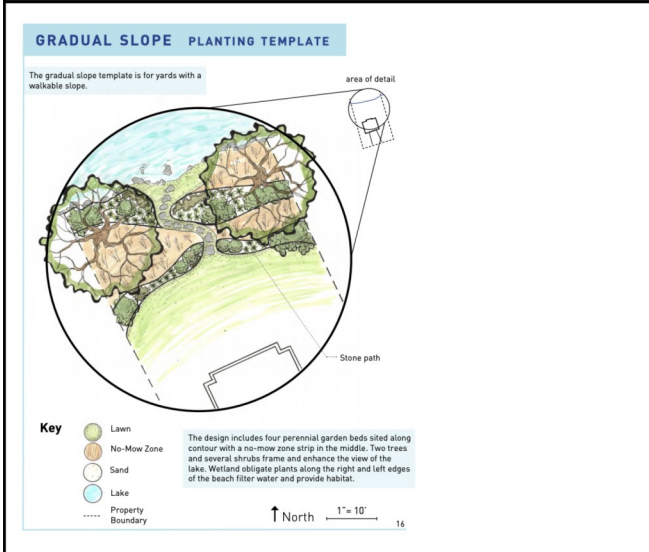 GRADUAL SLOPE PLANTING TEMPLATE
The gradual slope template is for yards with a
walkable slope.
area of detail
Stone path
Key
Lawn
No-Mow Zone
Sand
Lake
Property
Boundary
The design includes four perennial garden beds sited along
contour with a no-mow zone strip in the middle. Two trees
and several shrubs frame and enhance the view of the
lake. Wetland obligate plants along the right and left edges
of the beach filter water and provide habitat.
North
1"= 10'
16